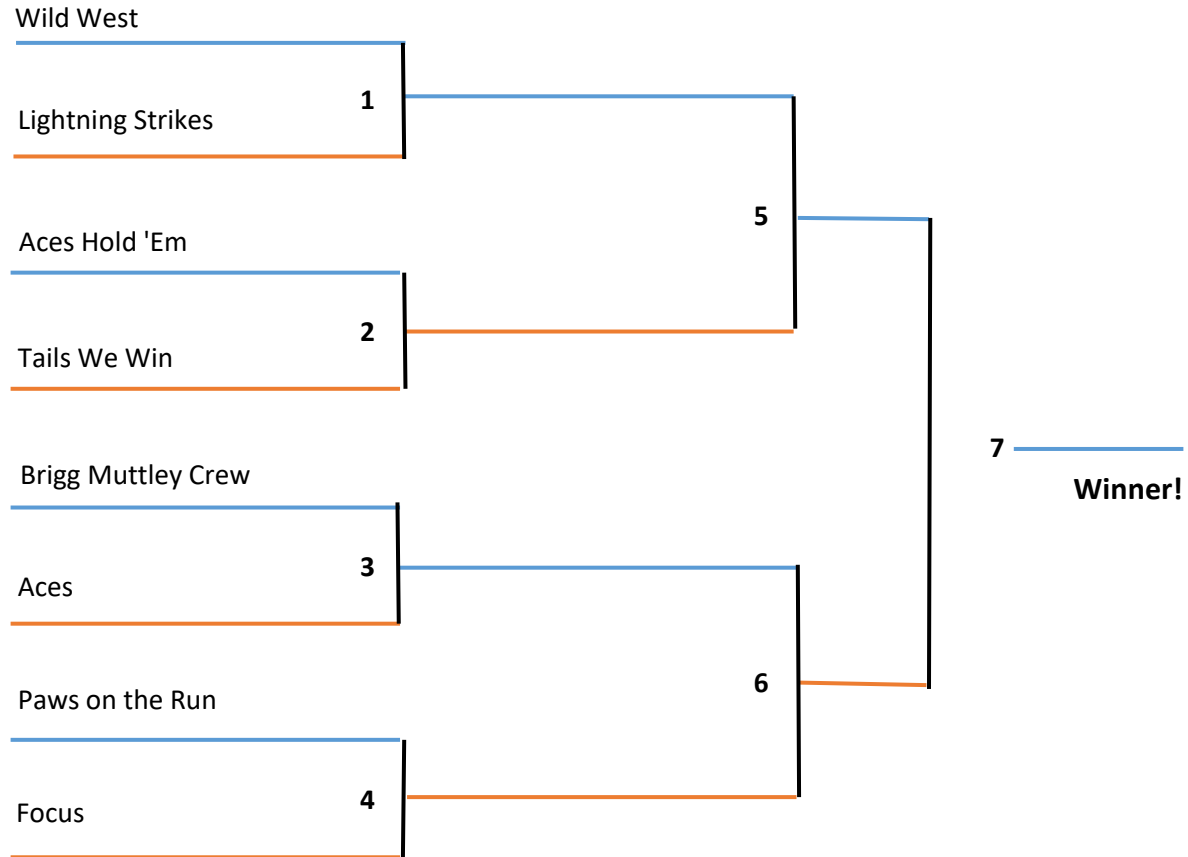 Wild West
1
Lightning Strikes
5
Aces Hold 'Em
2
Tails We Win
7
Brigg Muttley Crew
Winner!
3
Aces
6
Paws on the Run
4
Focus